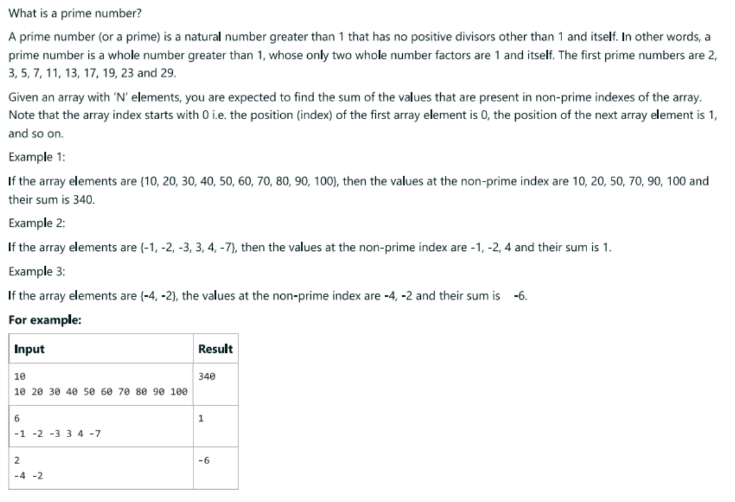 What is a prime number?
A prime number (or a prime) is a natural number greater than 1 that has no positive divisors other than 1 and itself. In other words, a
prime number is a whole number greater than 1, whose only two whole number factors are 1 and itself. The first prime numbers are 2,
3, 5, 7, 11, 13, 17, 19, 23 and 29.
Given an array with 'N' elements, you are expected to find the sum of the values that are present in non-prime indexes of the array.
Note that the array index starts with 0 i.e. the position (index) of the first array element is 0, the position of the next array element is 1,
and so on.
Example 1:
If the array elements are {10, 20, 30, 40, 50, 60, 70, 80, 90, 100}, then the values at the non-prime index are 10, 20, 50, 70, 90, 100 and
their sum is 340.
Example 2:
If the array elements are {-1, -2, -3, 3, 4, -7}, then the values at the non-prime index are -1, -2, 4 and their sum is 1.
Example 3:
If the array elements are {-4, -2}, the values at the non-prime index are -4, -2 and their sum is -6.
For example:
Input Result
10 340
10 20 30 40 50 60 70 80 90 100
6 1
-1 -2 -3 3 4 -7
2 -6
-4 -2